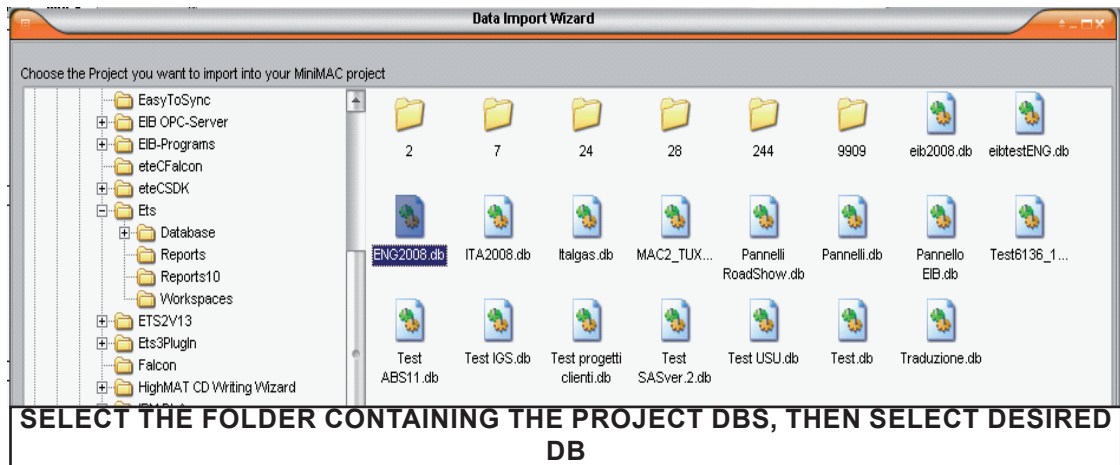 Data Import Wizard
Choose the Project you want to import into your MiniMAC project
EasyToSync
EIB OPC-Server
EIB-Programs
eteCFalcon
eteCSDK
Ets
Database
Reports
Reports10
Workspaces
ETS2V13
Ets3PlugIn
Falcon
HighMAT CD Writing Wizard
2
7
24
28
244
9909
eib2008.db
eibtestENG.db
ENG2008.db
ITA2008.db
Italgas.db
MAC2_TUX...
Pannelli
RoadShow.db
Pannelli.db
Pannello
EIB.db
Test6136_1...
Test
ABS11.db
Test IGS.db
Test progetti
clienti.db
Test
SASver.2.db
Test USU.db
Test.db
Traduzione.db
SELECT THE FOLDER CONTAINING THE PROJECT DBS, THEN SELECT DESIRED
DB